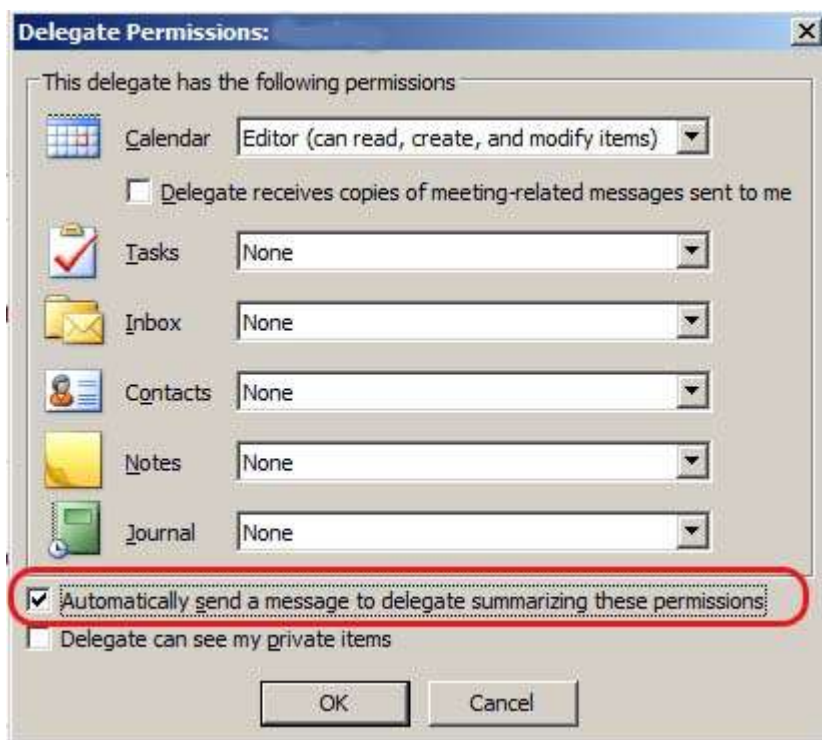 Delegate Permissions:
This delegate has the following permissions
Calendar Editor (can read, create, and modify items)
Delegate receives copies of meeting-related messages sent to me
Tasks None
Inbox None
Contacts None
Notes None
Journal None
Automatically send a message to delegate summarizing these permissions
Delegate can see my private items
OK Cancel